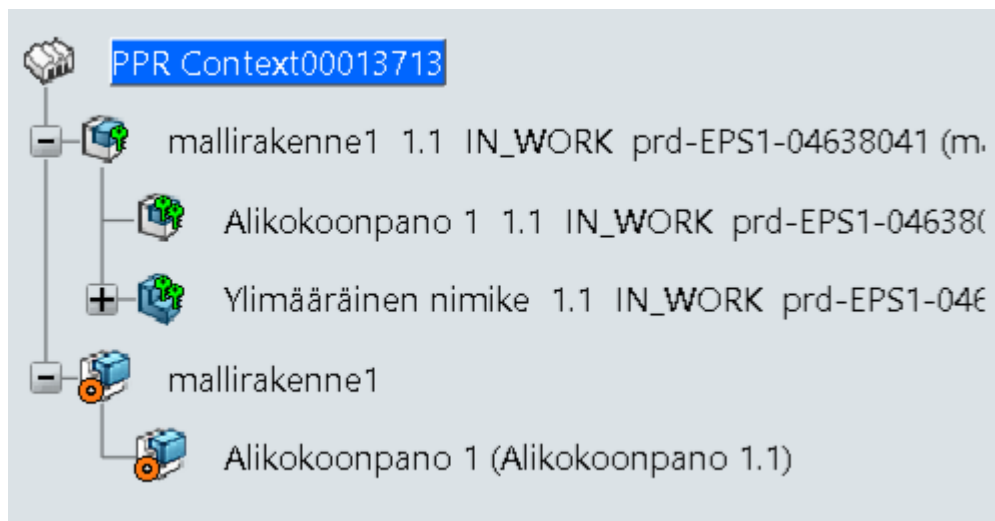 PPR Context00013713
mallirakenne1 1.1 IN_WORK prd-EPS1-04638041 (m
Alikokoonpano 1 1.1 IN_WORK prd-EPS1-04638
Ylimääräinen nimike 1.1 IN_WORK prd-EPS1-046
mallirakenne1
Alikokoonpano 1 (Alikokoonpano 1.1)